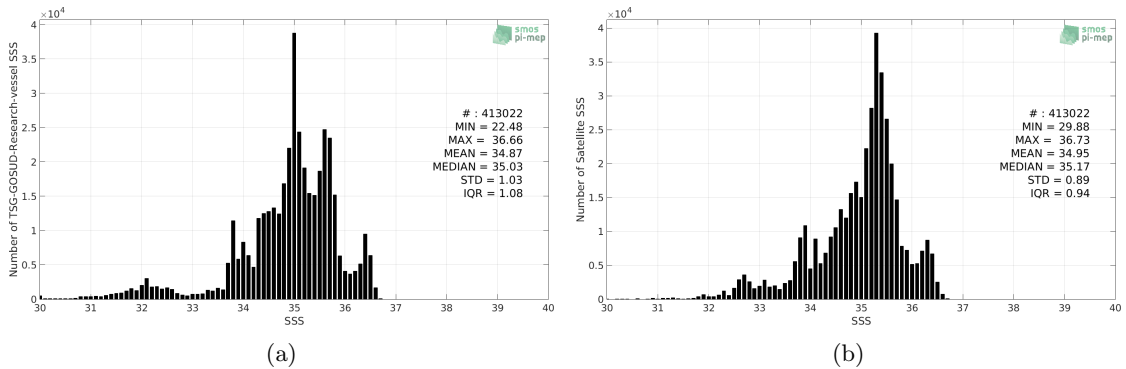 ×10⁴
4
3.5
3
2.5
2
1.5
1
0.5
0
Number of TSG-GOSUD-Research-vessel SSS
30 31 32 33 34 35 36 37 38 39 40
SSS
smos
pi-mep
# : 413022
MIN = 22.48
MAX = 36.66
MEAN = 34.87
MEDIAN = 35.03
STD = 1.03
IQR = 1.08
(a)
×10⁴
4
3.5
3
2.5
2
1.5
1
0.5
0
Number of Satellite SSS
30 31 32 33 34 35 36 37 38 39 40
SSS
smos
pi-mep
# : 413022
MIN = 29.88
MAX = 36.73
MEAN = 34.95
MEDIAN = 35.17
STD = 0.89
IQR = 0.94
(b)